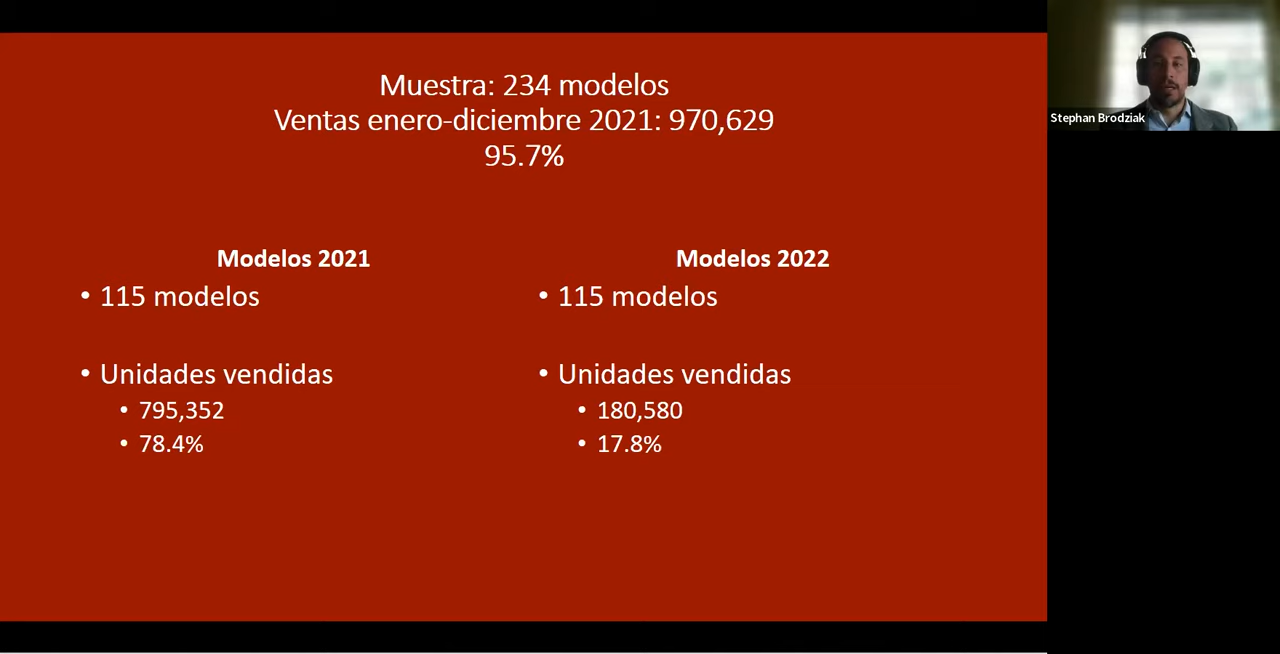 Muestra: 234 modelos
Ventas enero-diciembre 2021: 970,629
95.7%
Modelos 2021
• 115 modelos
• Unidades vendidas
• 795,352
• 78.4%
Modelos 2022
• 115 modelos
• Unidades vendidas
• 180,580
• 17.8%
Stephan Brodziak